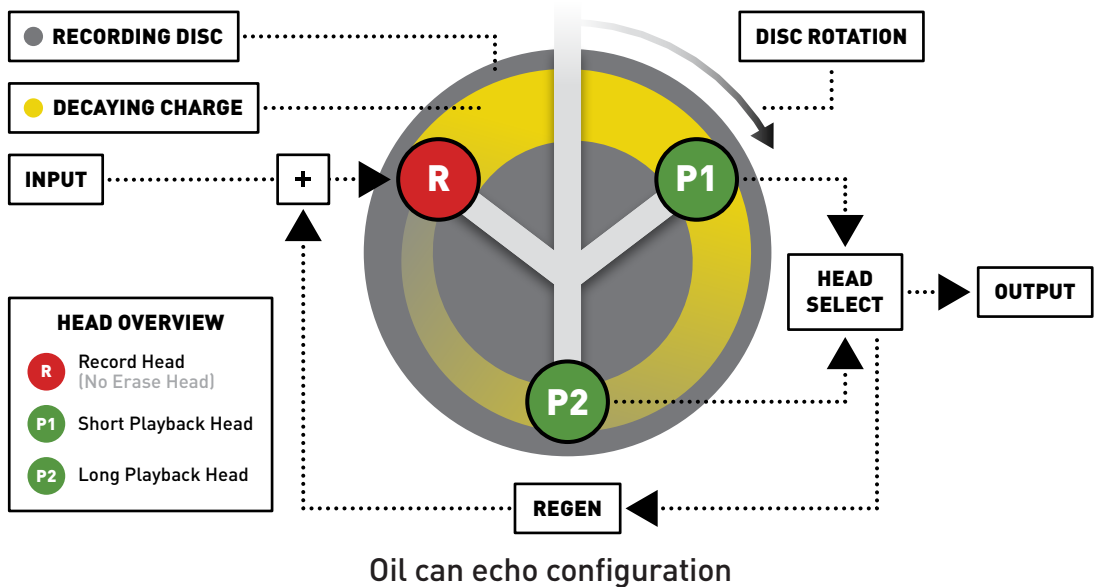 RECORDING DISC
DISC ROTATION
DECAYING CHARGE
INPUT
+
R
P1
HEAD
SELECT
OUTPUT
HEAD OVERVIEW
R Record Head
(No Erase Head)
P1 Short Playback Head
P2 Long Playback Head
P2
REGEN
Oil can echo configuration